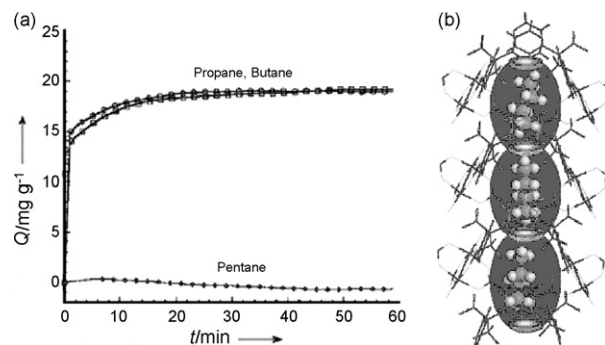 (a)
25
20
15
10
5
0
Q/mg g⁻¹ →
Propane, Butane
Pentane
0 10 20 30 40 50 60
t/min →
(b)